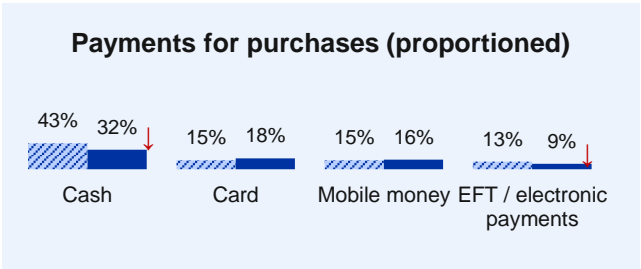 Payments for purchases (proportioned)
43% 32% 15% 18% 15% 16% 13% 9%
Cash Card Mobile money EFT / electronic
payments